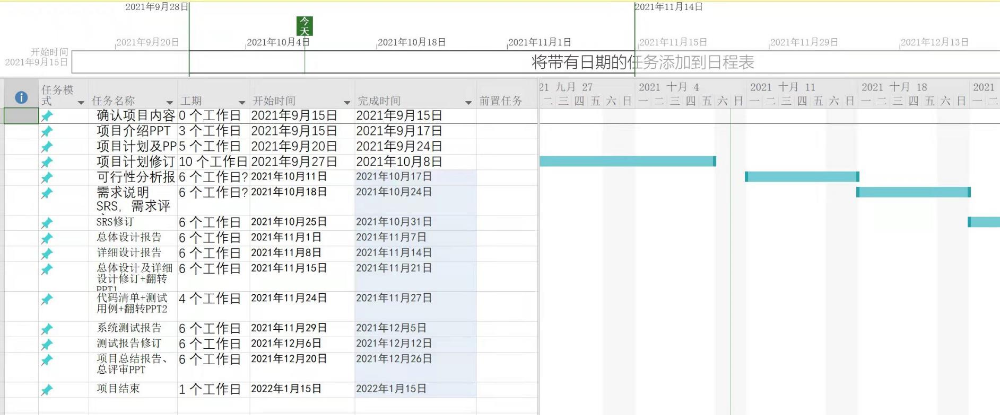 2021年9月28日 2021年11月14日
今天
2021年9月20日 2021年10月4日 2021年10月18日 2021年11月1日 2021年11月15日 2021年11月29日 2021年12月13日
开始时间
2021年9月15日
将带有日期的任务添加到日程表
任务模式 任务名称 工期 开始时间 完成时间 前置任务
21 九月 27 2021 十月 4 2021 十月 11 2021 十月 18 2021
二 三 四 五 六 日 一 二 三 四 五 六 日 一 二 三 四 五 六 日 一 二 三 四 五 六 日 一 二
确认项目内容 0 个工作日 2021年9月15日 2021年9月15日
项目介绍PPT 3 个工作日 2021年9月15日 2021年9月17日
项目计划及PP 5 个工作日 2021年9月20日 2021年9月24日
项目计划修订 10 个工作日 2021年9月27日 2021年10月8日
可行性分析报 6 个工作日? 2021年10月11日 2021年10月17日
需求说明 6 个工作日? 2021年10月18日 2021年10月24日
SRS，需求评
SRS修订 6 个工作日 2021年10月25日 2021年10月31日
总体设计报告 6 个工作日 2021年11月1日 2021年11月7日
详细设计报告 6 个工作日 2021年11月8日 2021年11月14日
总体设计及详细 6 个工作日 2021年11月15日 2021年11月21日
设计修订+翻转
PPT1
代码清单+测试 4 个工作日 2021年11月24日 2021年11月27日
用例+翻转PPT2
系统测试报告 6 个工作日 2021年11月29日 2021年12月5日
测试报告修订 6 个工作日 2021年12月6日 2021年12月12日
项目总结报告、 6 个工作日 2021年12月20日 2021年12月26日
总评审PPT
项目结束 1 个工作日 2022年1月15日 2022年1月15日